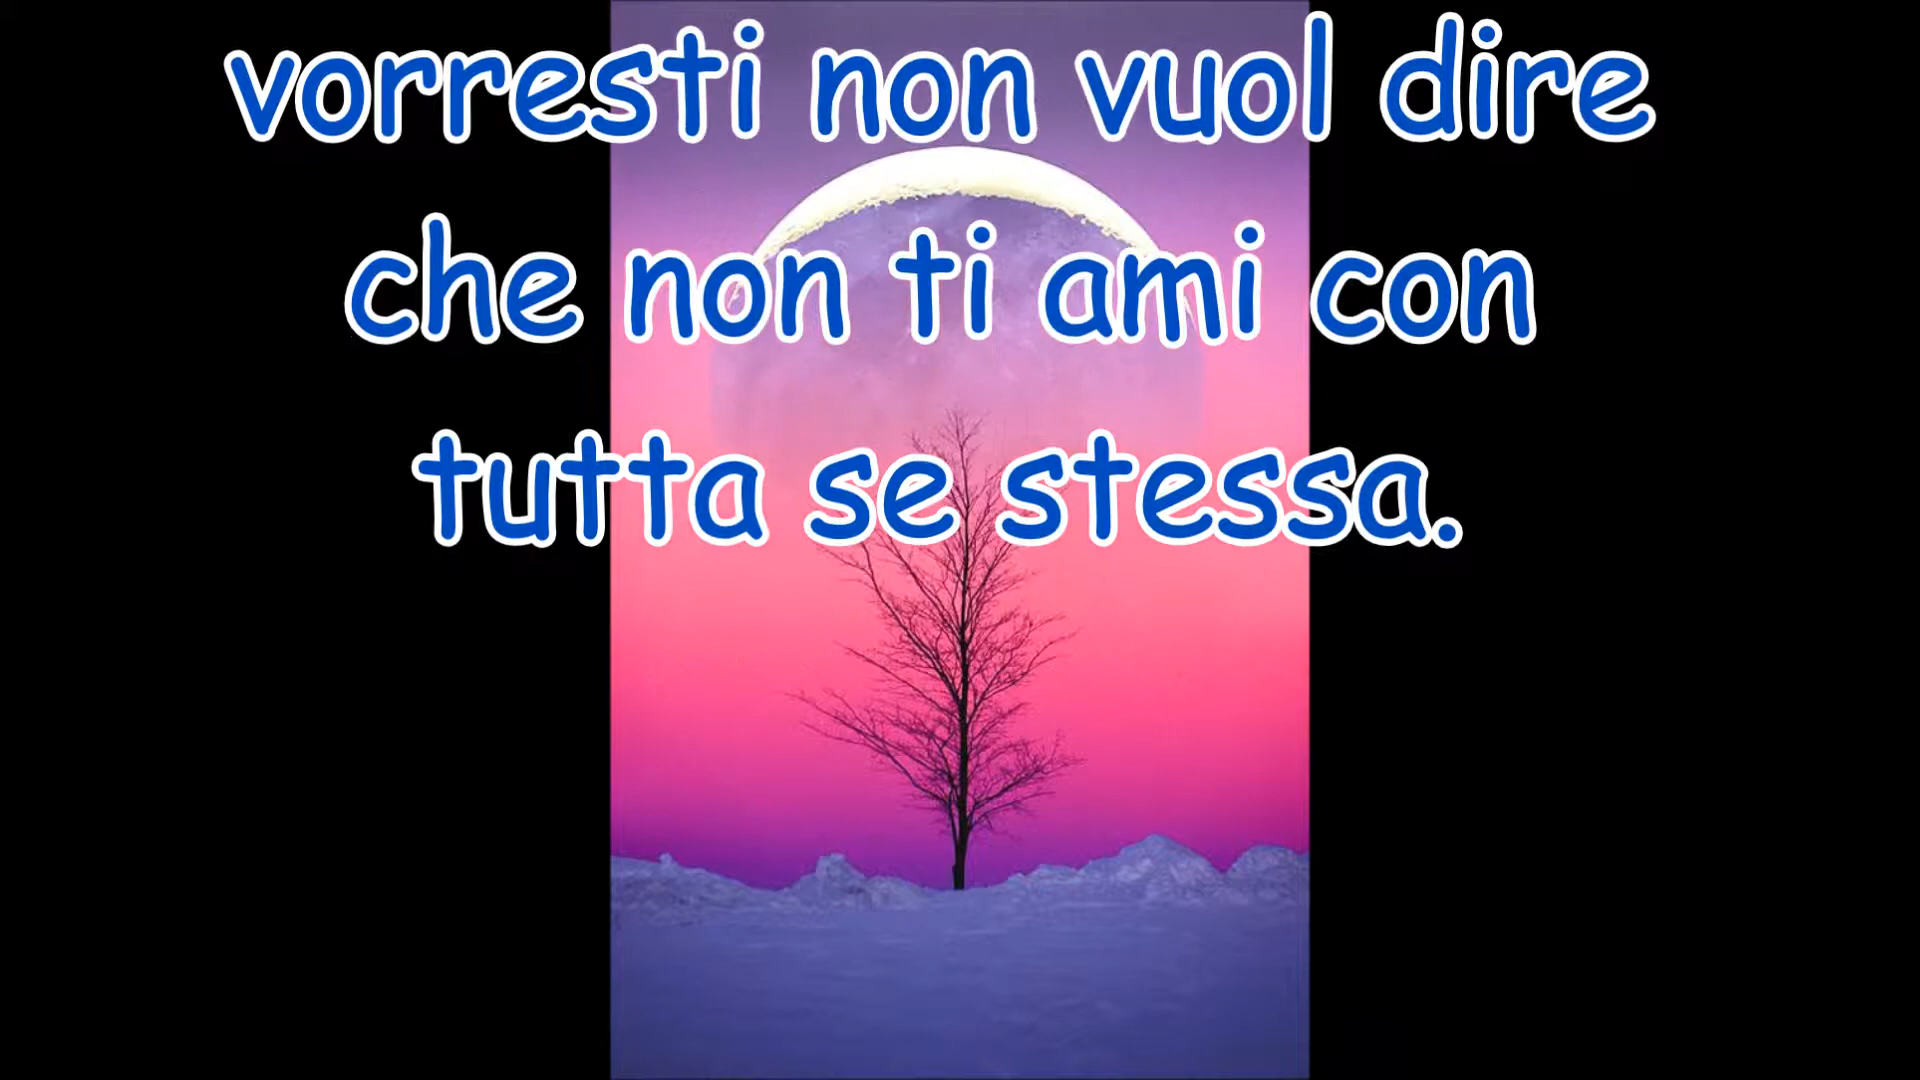 vorresti non vuol dire
che non ti ami con
tutta se stessa.